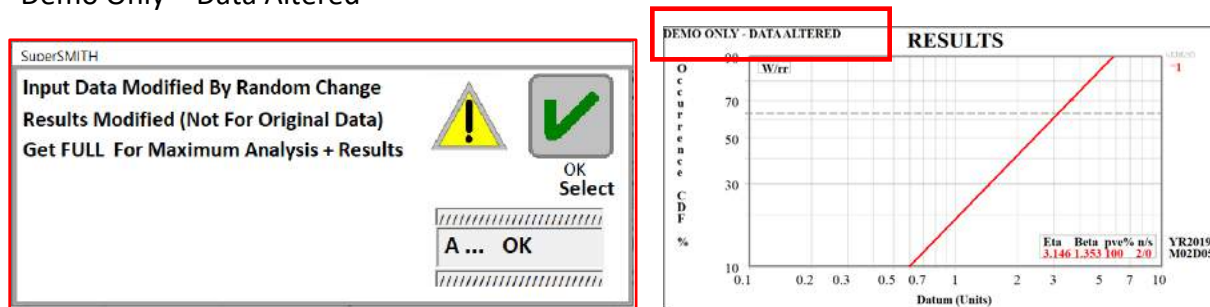 Demo Only – Data Altered
SuperSMITH
Input Data Modified By Random Change
Results Modified (Not For Original Data)
Get FULL For Maximum Analysis + Results
OK
Select
A ... OK
DEMO ONLY - DATA ALTERED
RESULTS
Occurrence CDF %
W/rr
90
70
50
30
10
~1
Eta Beta pve% n/s
3.146 1.353 100 2/0
YR2019
M02D05
0.1 0.2 0.3 0.5 0.7 1 2 3 5 7 10
Datum (Units)